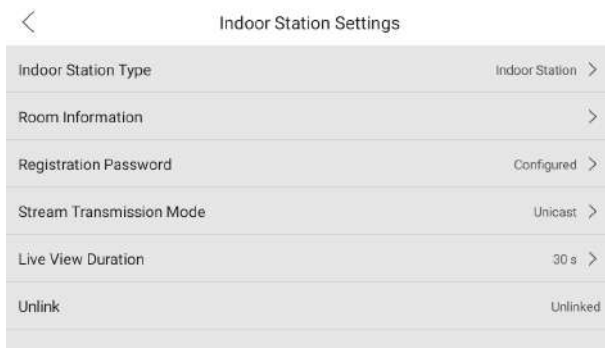 Indoor Station Settings
Indoor Station Type Indoor Station
Room Information
Registration Password Configured
Stream Transmission Mode Unicast
Live View Duration 30 s
Unlink Unlinked